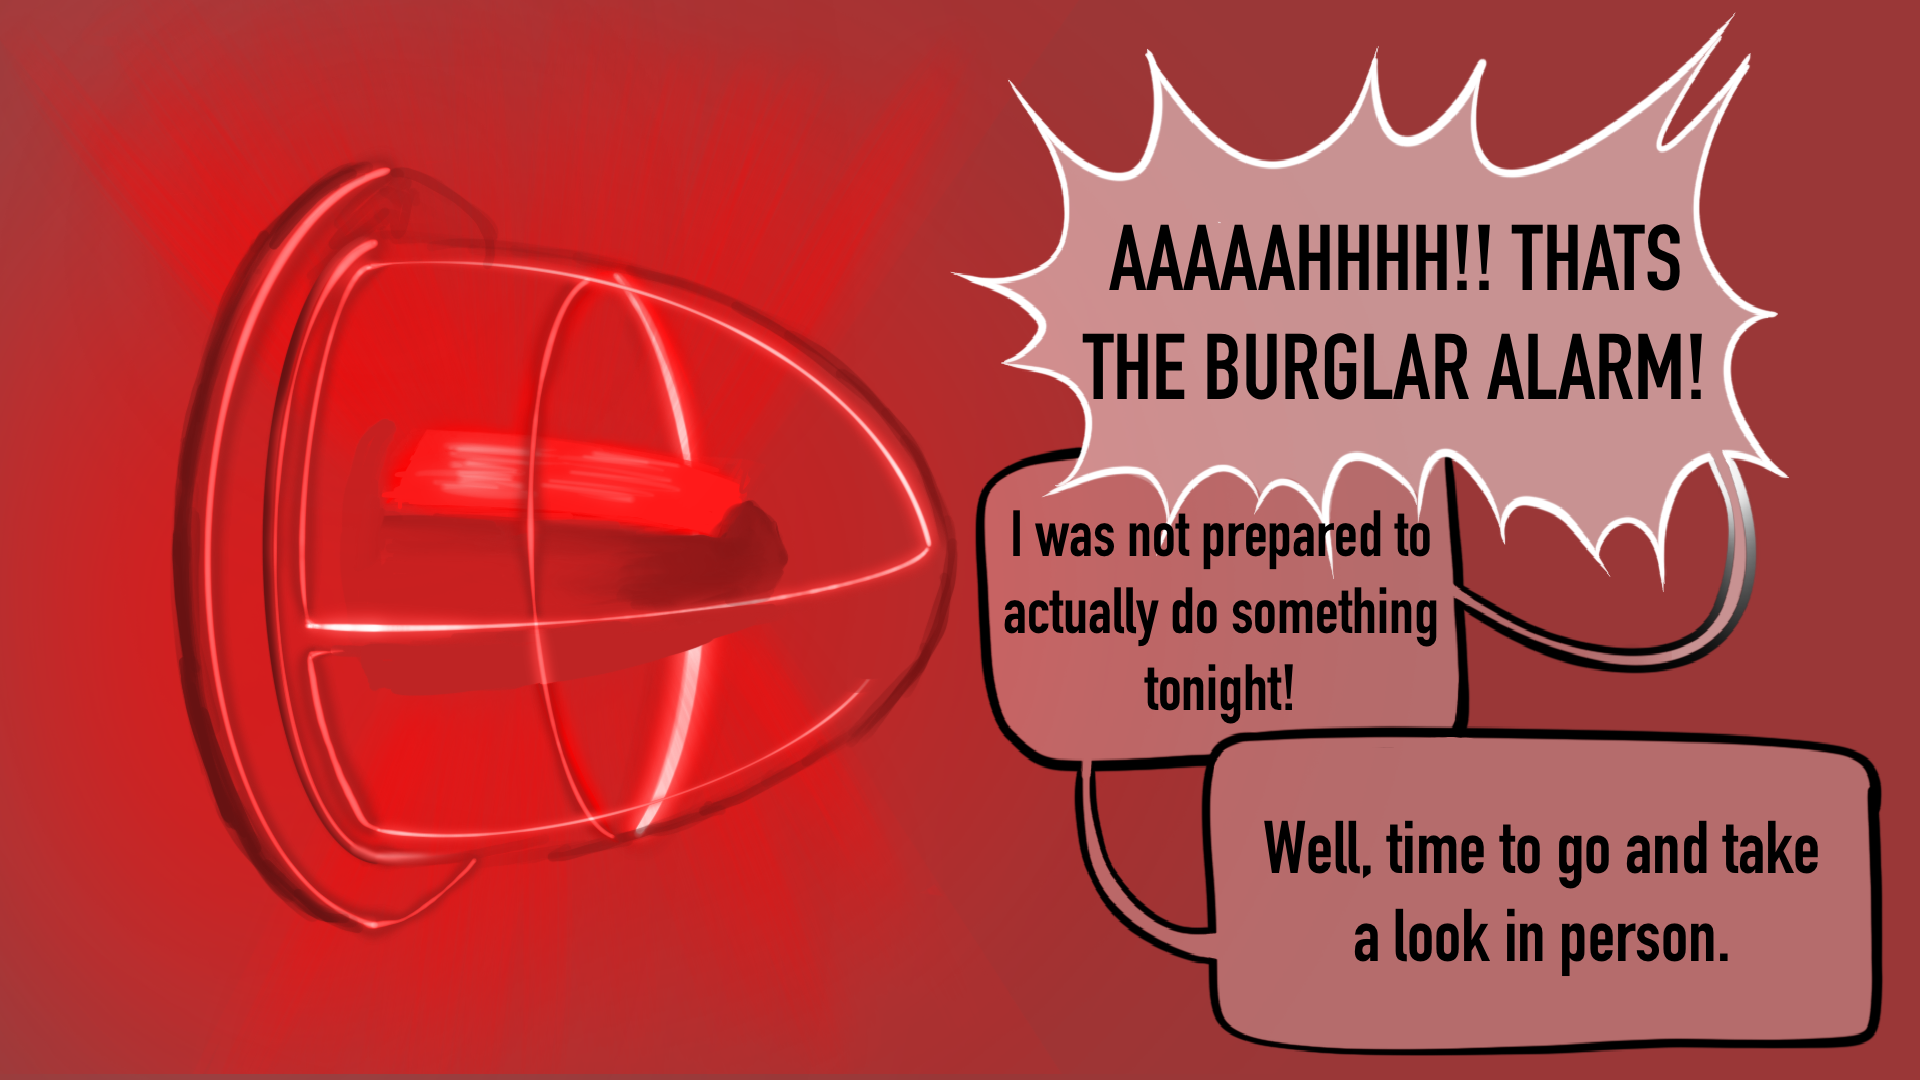 AAAAAHHHH!! THATS
THE BURGLAR ALARM!
I was not prepared to
actually do something
tonight!
Well, time to go and take
a look in person.